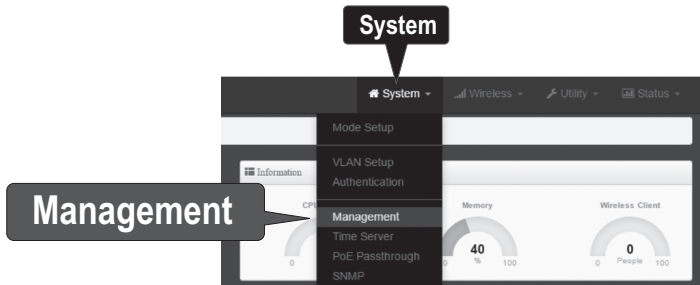 System
System Wireless Utility Status
Mode Setup
VLAN Setup
Information
Authentication
Management
Management
Memory
Wireless Client
Time Server
PoE Passthrough
SNMP
0
40
%
100
0
0
People
100